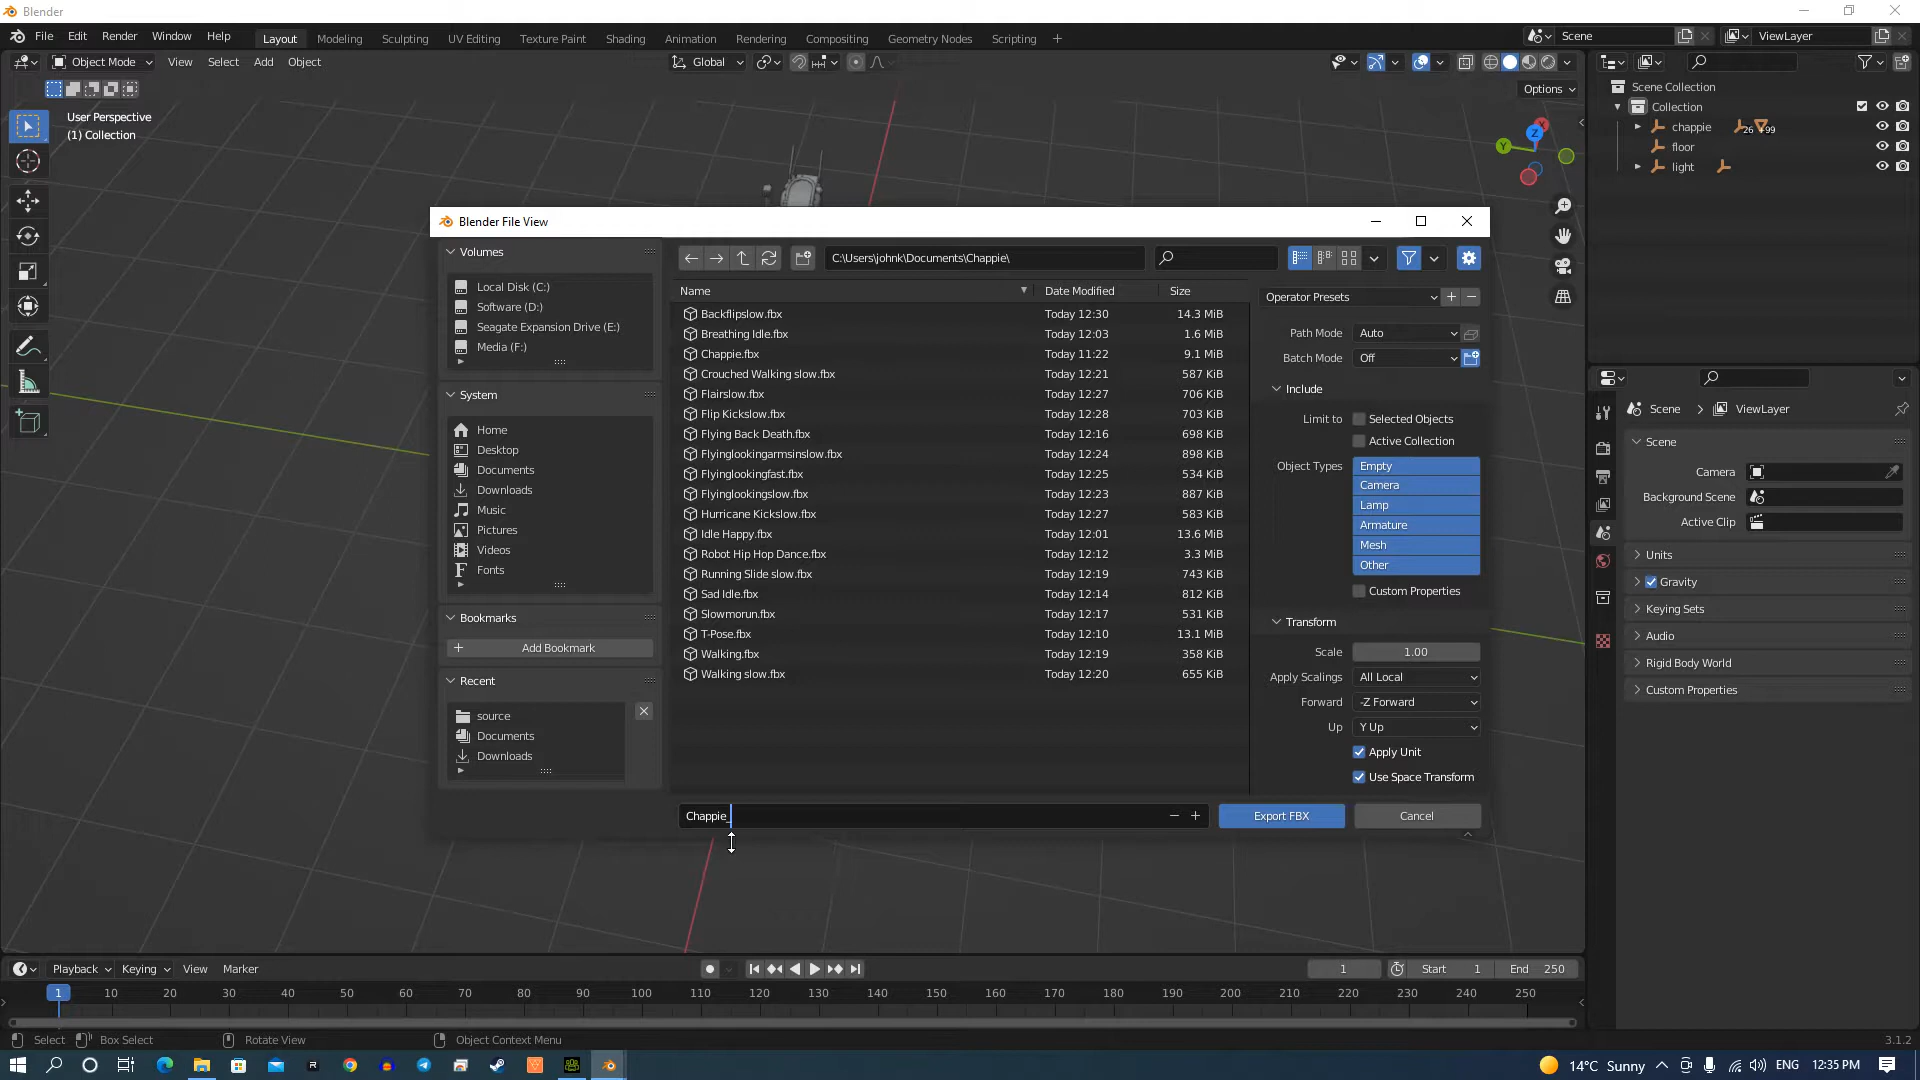 Blender
File Edit Render Window Help Layout Modeling Sculpting UV Editing Texture Paint Shading Animation Rendering Compositing Geometry Nodes Scripting + Scene ViewLayer
Object Mode View Select Add Object Global
Options
User Perspective
(1) Collection
Z
X
Y
Scene Collection
Collection
chappie 26
floor
light
Blender File View
Volumes
Local Disk (C:)
Software (D:)
Seagate Expansion Drive (E:)
Media (F:)
System
Home
Desktop
Documents
Downloads
Music
Pictures
Videos
Fonts
Bookmarks
Add Bookmark
Recent
source
Documents
Downloads
C:\Users\johnk\Documents\Chappie\
Name Date Modified Size
Backflipslow.fbx Today 12:30 14.3 MiB
Breathing Idle.fbx Today 12:03 1.6 MiB
Chappie.fbx Today 11:22 9.1 MiB
Crouched Walking slow.fbx Today 12:21 587 KiB
Flairslow.fbx Today 12:27 706 KiB
Flip Kickslow.fbx Today 12:28 703 KiB
Flying Back Death.fbx Today 12:16 698 KiB
Flyinglookingarmsinslow.fbx Today 12:24 898 KiB
Flyinglookingfast.fbx Today 12:25 534 KiB
Flyinglookingslow.fbx Today 12:23 887 KiB
Hurricane Kickslow.fbx Today 12:27 583 KiB
Idle Happy.fbx Today 12:01 13.6 MiB
Robot Hip Hop Dance.fbx Today 12:12 3.3 MiB
Running Slide slow.fbx Today 12:19 743 KiB
Sad Idle.fbx Today 12:14 812 KiB
Slowmorun.fbx Today 12:17 531 KiB
T-Pose.fbx Today 12:10 13.1 MiB
Walking.fbx Today 12:19 358 KiB
Walking slow.fbx Today 12:20 655 KiB
Operator Presets
Path Mode Auto
Batch Mode Off
Include
Limit to Selected Objects
Active Collection
Object Types Empty
Camera
Lamp
Armature
Mesh
Other
Custom Properties
Transform
Scale 1.00
Apply Scalings All Local
Forward -Z Forward
Up Y Up
Apply Unit
Use Space Transform
Chappie_ Export FBX Cancel
Scene > ViewLayer
Scene
Camera
Background Scene
Active Clip
Units
Gravity
Keying Sets
Audio
Rigid Body World
Custom Properties
Playback Keying View Marker 1 Start 1 End 250
1 10 20 30 40 50 60 70 80 90 100 110 120 130 140 150 160 170 180 190 200 210 220 230 240 250
Select Box Select Rotate View Object Context Menu 3.1.2
14°C Sunny ENG 12:35 PM